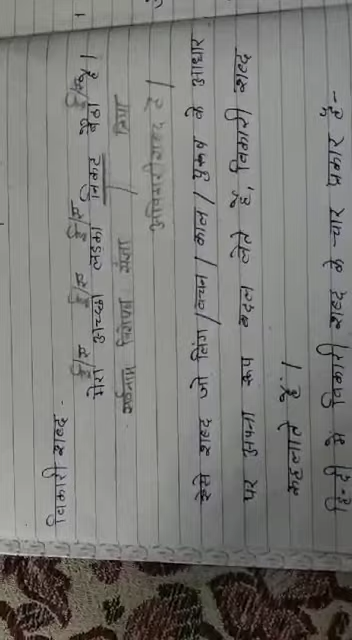 विकारी शब्द -
ई/ए ई/ए ई/ए ई/ए
मेरा अच्छा लडका निकट बैठा है।
सर्वनाम विशेषण संज्ञा क्रिया
अविकारी शब्द है।
ऐसे शब्द जो लिंग/वचन/काल/पुरुष के आधार
पर अपना रूप बदल लेते हैं, विकारी शब्द
कहलाते हैं।
हिन्दी में विकारी शब्द के चार प्रकार हैं-